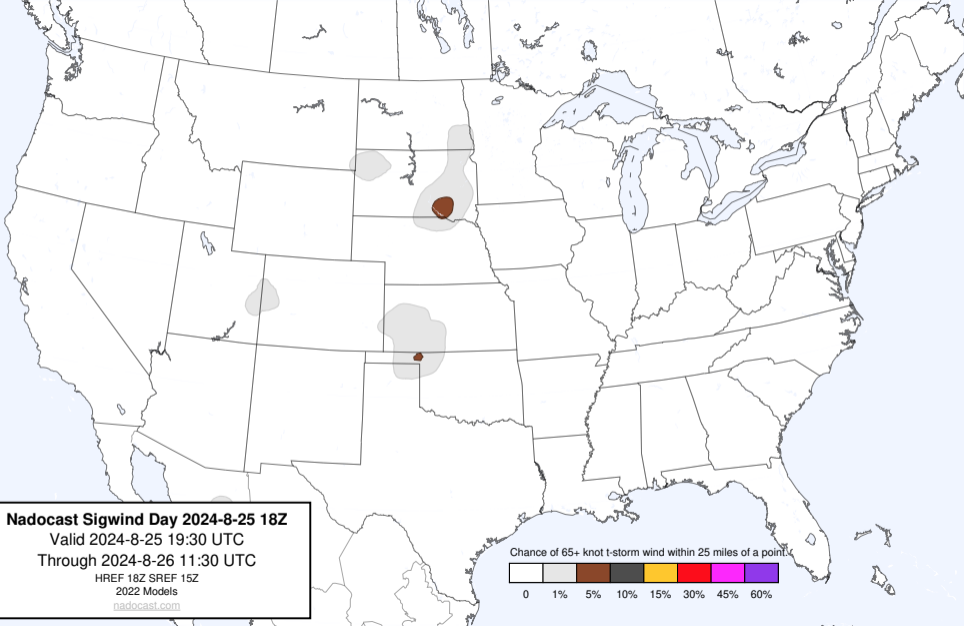 Nadocast Sigwind Day 2024-8-25 18Z
Valid 2024-8-25 19:30 UTC
Through 2024-8-26 11:30 UTC
HREF 18Z SREF 15Z
2022 Models
nadocast.com
Chance of 65+ knot t-storm wind within 25 miles of a point.
0 1% 5% 10% 15% 30% 45% 60%